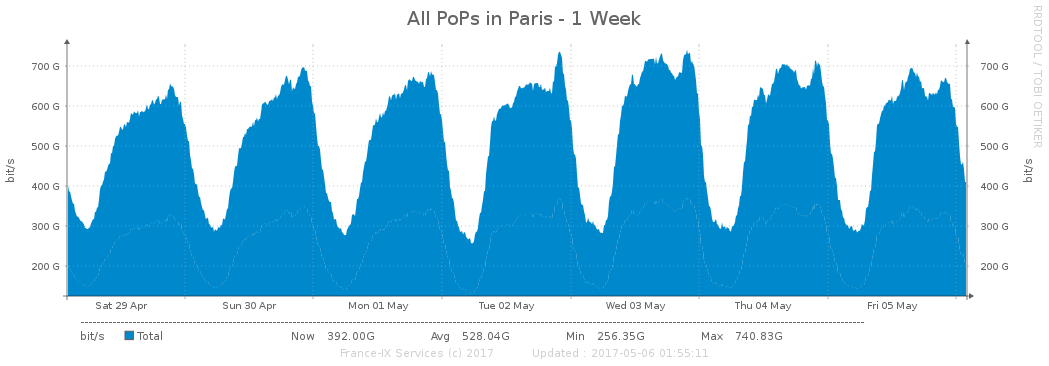 All PoPs in Paris - 1 Week
RRDTOOL / TOBI OETIKER
bit/s
700 G
600 G
500 G
400 G
300 G
200 G
700 G
600 G
500 G
400 G
300 G
200 G
bit/s
Sat 29 Apr Sun 30 Apr Mon 01 May Tue 02 May Wed 03 May Thu 04 May Fri 05 May
bit/s Total Now 392.00G Avg 528.04G Min 256.35G Max 740.83G
France-IX Services (c) 2017 Updated : 2017-05-06 01:55:11